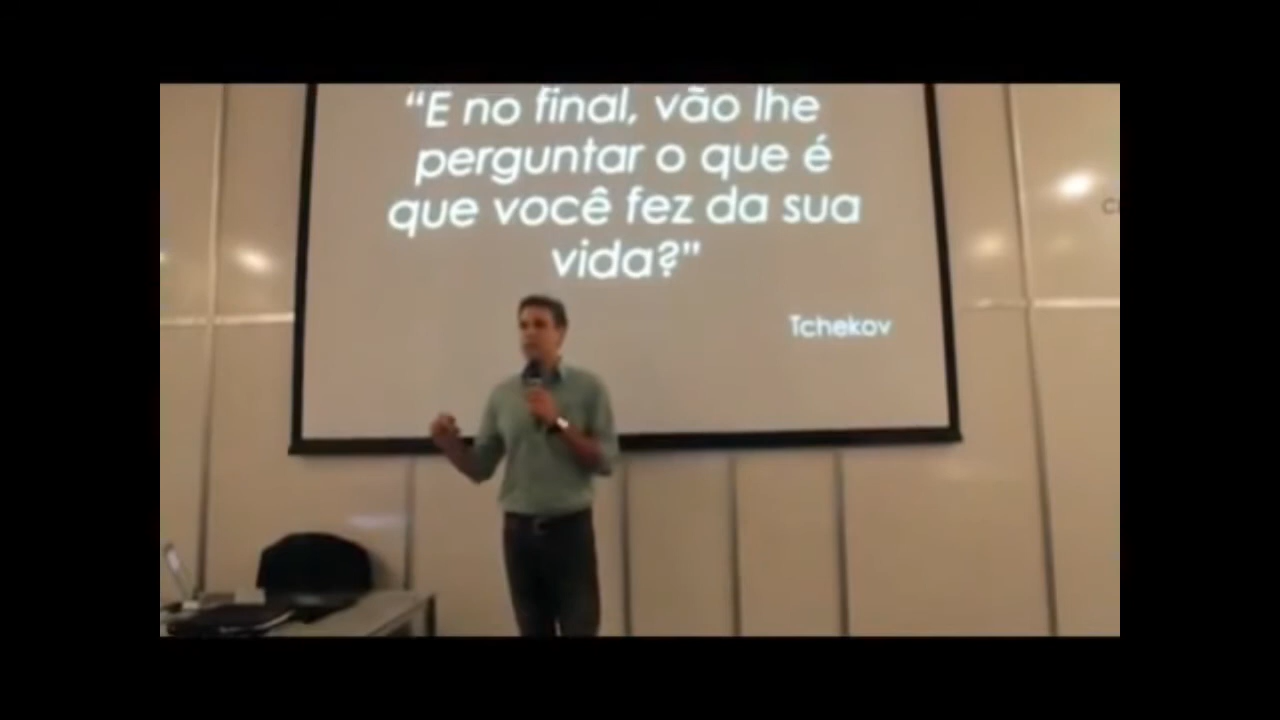 “E no final, vão lhe
perguntar o que é
que você fez da sua
vida?”
Tchekov